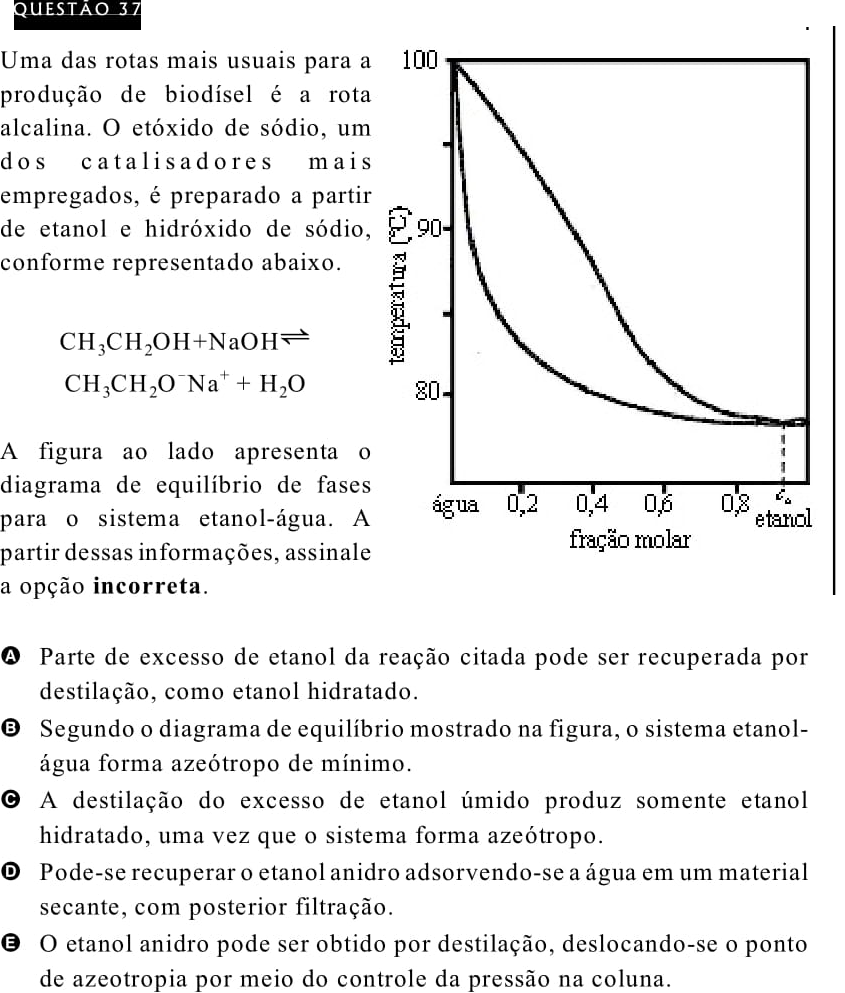 QUESTÃO 37
Uma das rotas mais usuais para a
produção de biodísel é a rota
alcalina. O etóxido de sódio, um
dos catalisadores mais
empregados, é preparado a partir
de etanol e hidróxido de sódio,
conforme representado abaixo.
CH₃CH₂OH+NaOH⇌
CH₃CH₂O⁻Na⁺ + H₂O
A figura ao lado apresenta o
diagrama de equilíbrio de fases
para o sistema etanol-água. A
partir dessas informações, assinale
a opção incorreta.
100
90
80
temperatura (°C)
água 0,2 0,4 0,6 0,8 etanol
fração molar
A Parte de excesso de etanol da reação citada pode ser recuperada por
destilação, como etanol hidratado.
B Segundo o diagrama de equilíbrio mostrado na figura, o sistema etanol-
água forma azeótropo de mínimo.
C A destilação do excesso de etanol úmido produz somente etanol
hidratado, uma vez que o sistema forma azeótropo.
D Pode-se recuperar o etanol anidro adsorvendo-se a água em um material
secante, com posterior filtração.
E O etanol anidro pode ser obtido por destilação, deslocando-se o ponto
de azeotropia por meio do controle da pressão na coluna.